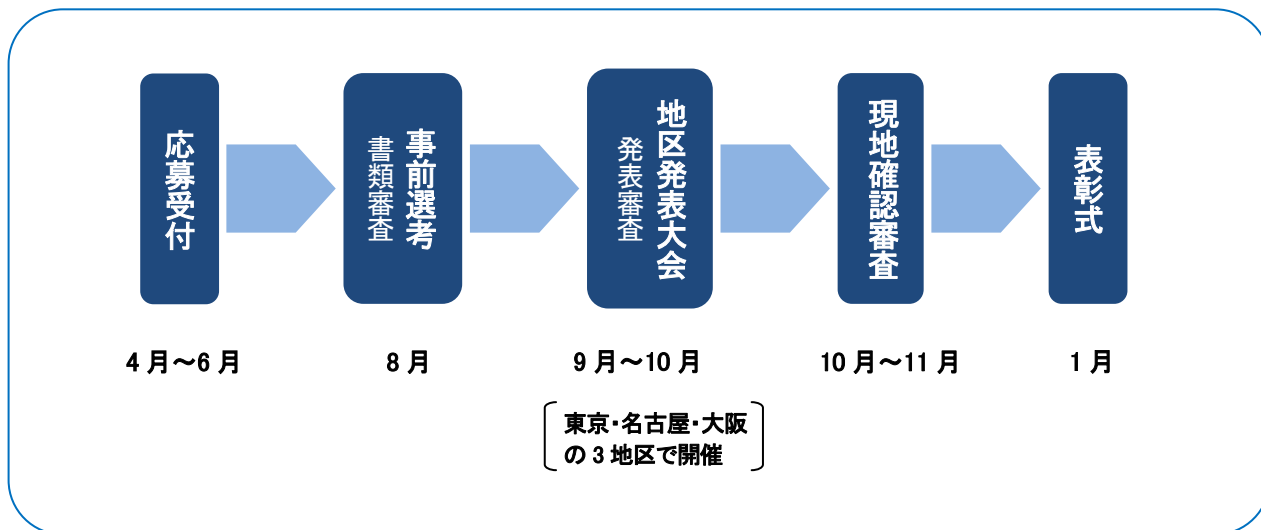 応募受付
事前選考
書類審査
地区発表大会
発表審査
現地確認審査
表彰式
4月～6月
8月
9月～10月
10月～11月
1月
東京・名古屋・大阪
の3地区で開催